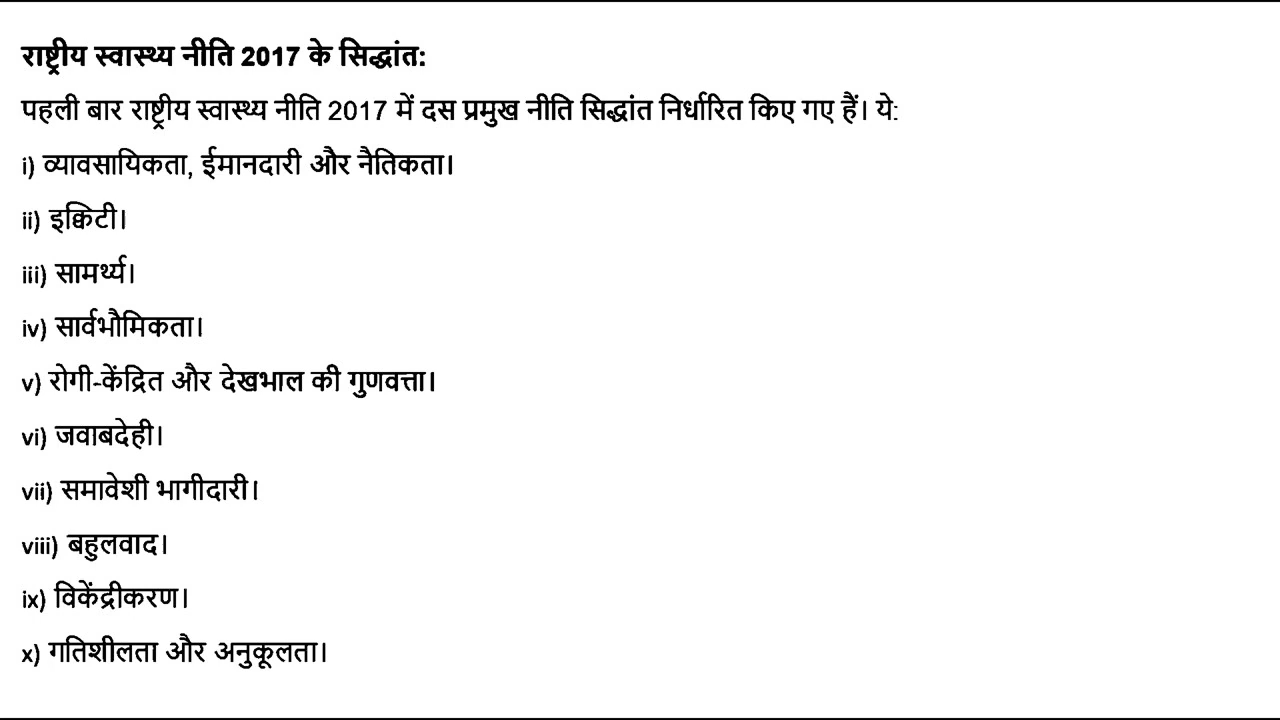 राष्ट्रीय स्वास्थ्य नीति 2017 के सिद्धांत:
पहली बार राष्ट्रीय स्वास्थ्य नीति 2017 में दस प्रमुख नीति सिद्धांत निर्धारित किए गए हैं। ये:
i) व्यावसायिकता, ईमानदारी और नैतिकता।
ii) इक्विटी।
iii) सामर्थ्य।
iv) सार्वभौमिकता।
v) रोगी-केंद्रित और देखभाल की गुणवत्ता।
vi) जवाबदेही।
vii) समावेशी भागीदारी।
viii) बहुलवाद।
ix) विकेंद्रीकरण।
x) गतिशीलता और अनुकूलता।